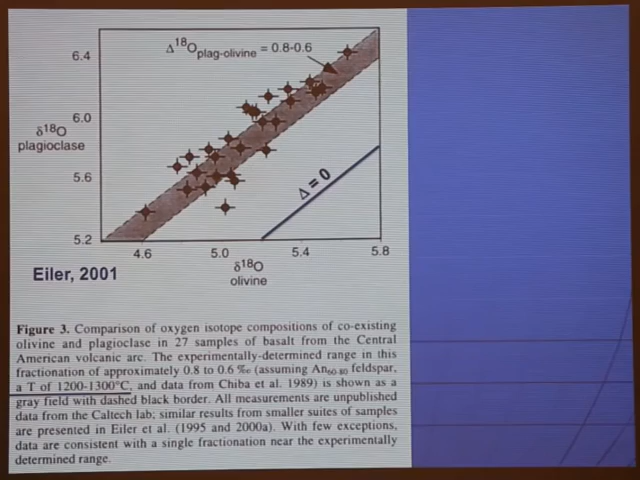 Δ18Oplag-olivine = 0.8-0.6
6.4
6.0
δ18O
plagioclase
5.6
Δ = 0
5.2
4.6
5.0
5.4
5.8
δ18O
olivine
Eiler, 2001
Figure 3. Comparison of oxygen isotope compositions of co-existing
olivine and plagioclase in 27 samples of basalt from the Central
American volcanic arc. The experimentally-determined range in this
fractionation of approximately 0.8 to 0.6 ‰ (assuming An60-80 feldspar,
a T of 1200-1300°C, and data from Chiba et al. 1989) is shown as a
gray field with dashed black border. All measurements are unpublished
data from the Caltech lab; similar results from smaller suites of samples
are presented in Eiler et al. (1995 and 2000a). With few exceptions,
data are consistent with a single fractionation near the experimentally
determined range.